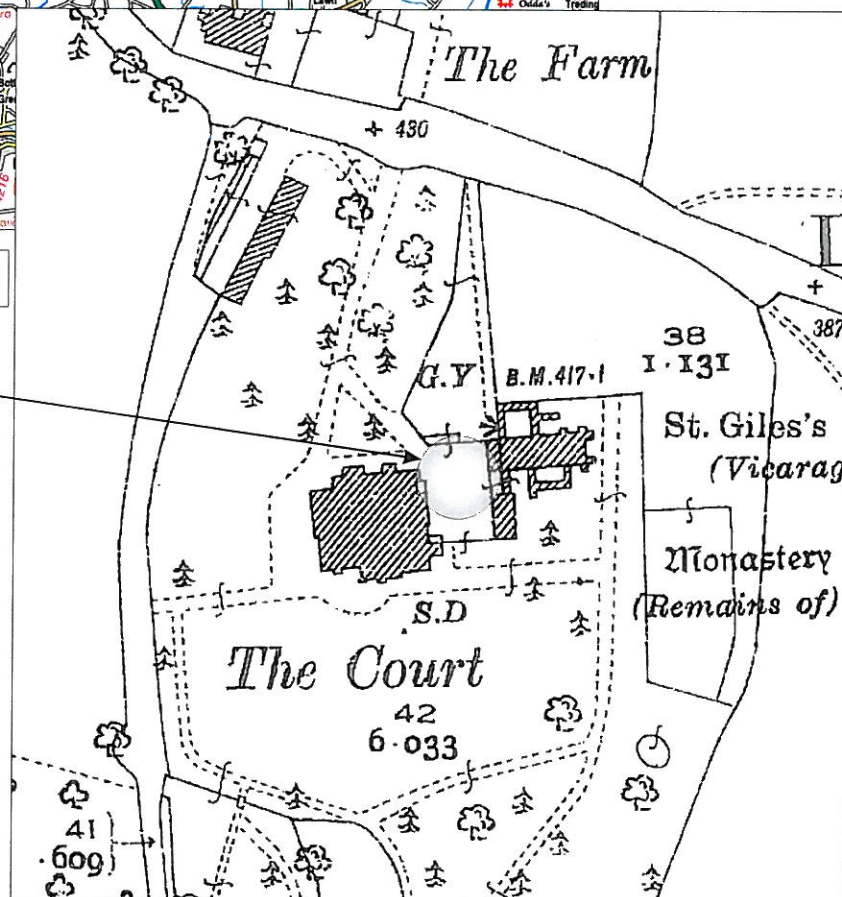 Odda's Trading
The Farm
430
38
1·131
387
G.Y
B.M.417·1
St. Giles's
(Vicarag
Monastery
(Remains of)
S.D
The Court
42
6·033
41
·609